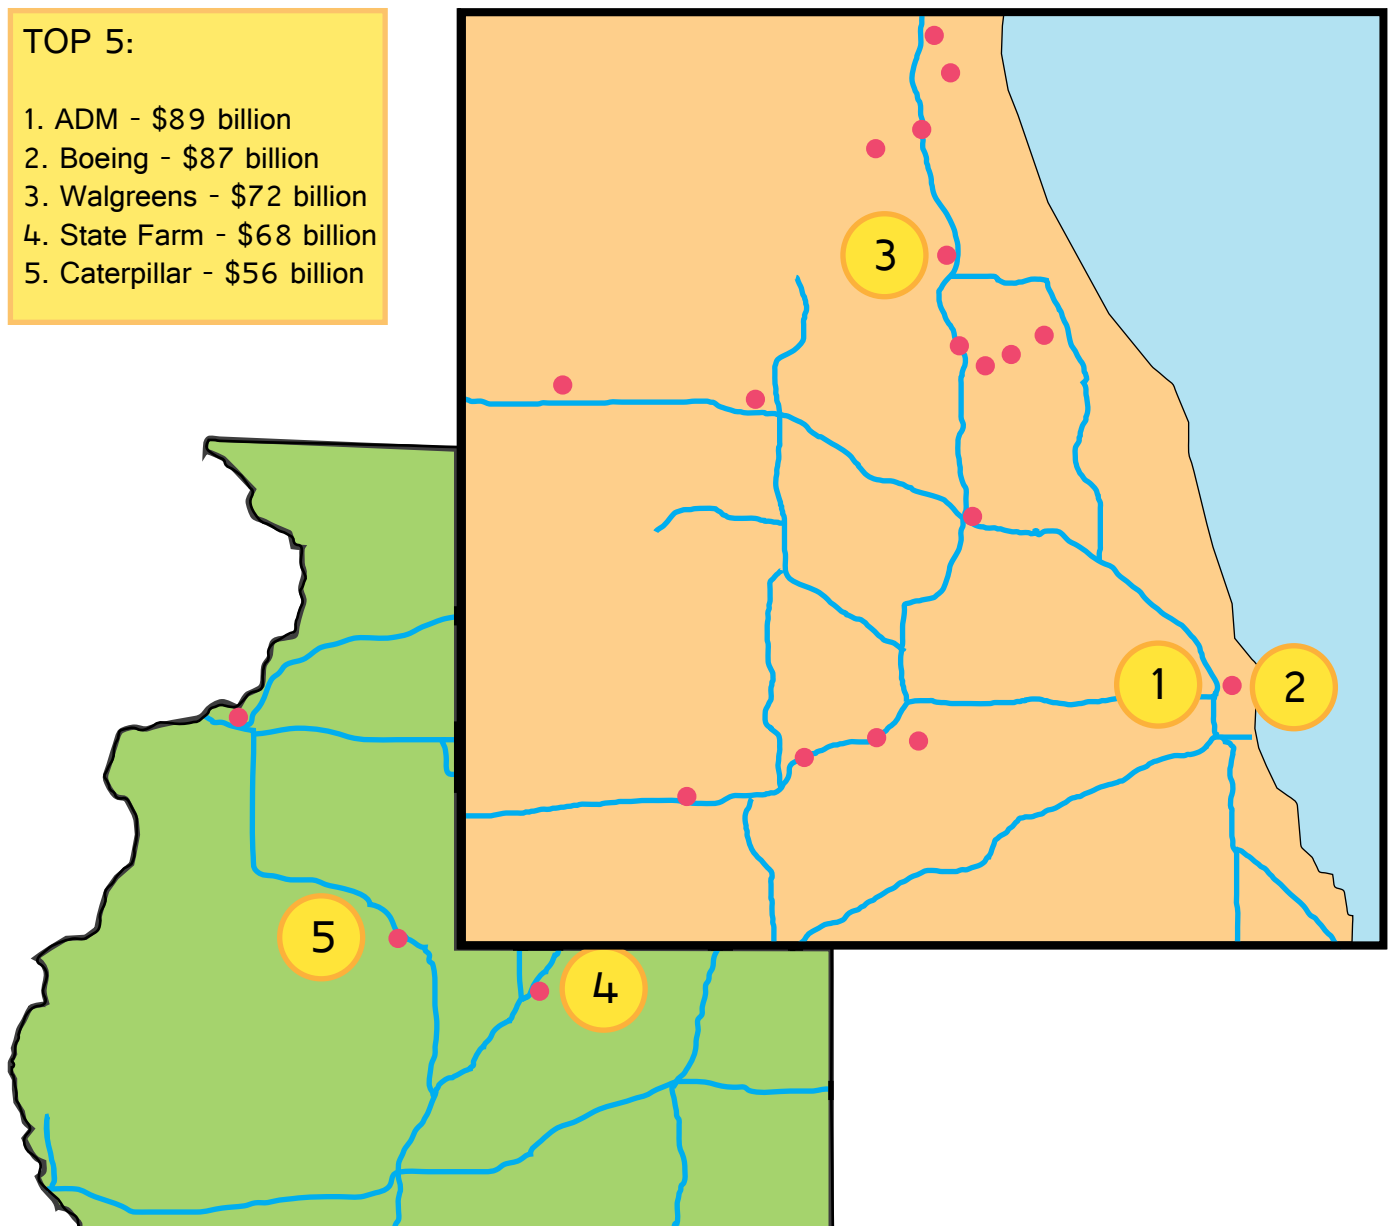 TOP 5:
1. ADM - $89 billion
2. Boeing - $87 billion
3. Walgreens - $72 billion
4. State Farm - $68 billion
5. Caterpillar - $56 billion
3
1
2
5
4